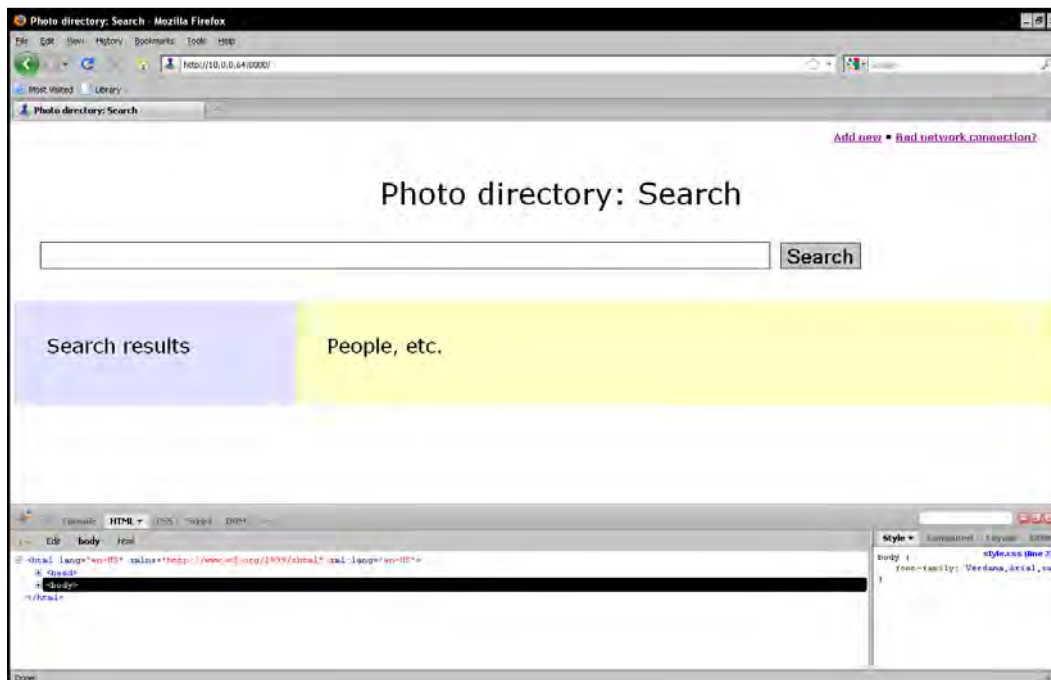 Photo directory: Search - Mozilla Firefox
File Edit View History Bookmarks Tools Help
Most Visited Library
Photo directory: Search
Add new ▪ Bad network connection?
Photo directory: Search
Search
Search results
People, etc.
Console HTML CSS Script DOM
Edit body html
Style Computed Layout
<html lang="en-US" xmlns="http://www.w3.org/1999/xhtml" xml:lang="en-US">
<head>
<body>
</html>
body {
style.css (line
font-family: Verdana,Arial,
}
Done